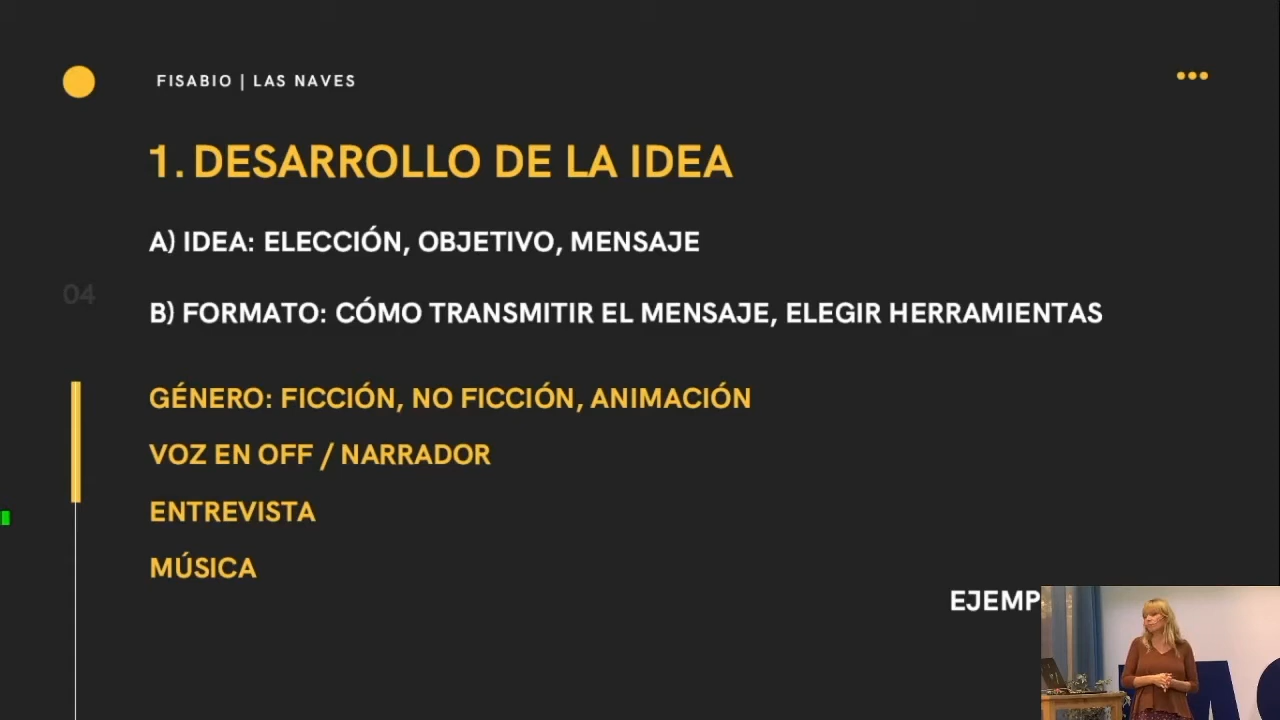 FISABIO | LAS NAVES
1. DESARROLLO DE LA IDEA
A) IDEA: ELECCIÓN, OBJETIVO, MENSAJE
04
B) FORMATO: CÓMO TRANSMITIR EL MENSAJE, ELEGIR HERRAMIENTAS
GÉNERO: FICCIÓN, NO FICCIÓN, ANIMACIÓN
VOZ EN OFF / NARRADOR
ENTREVISTA
MÚSICA